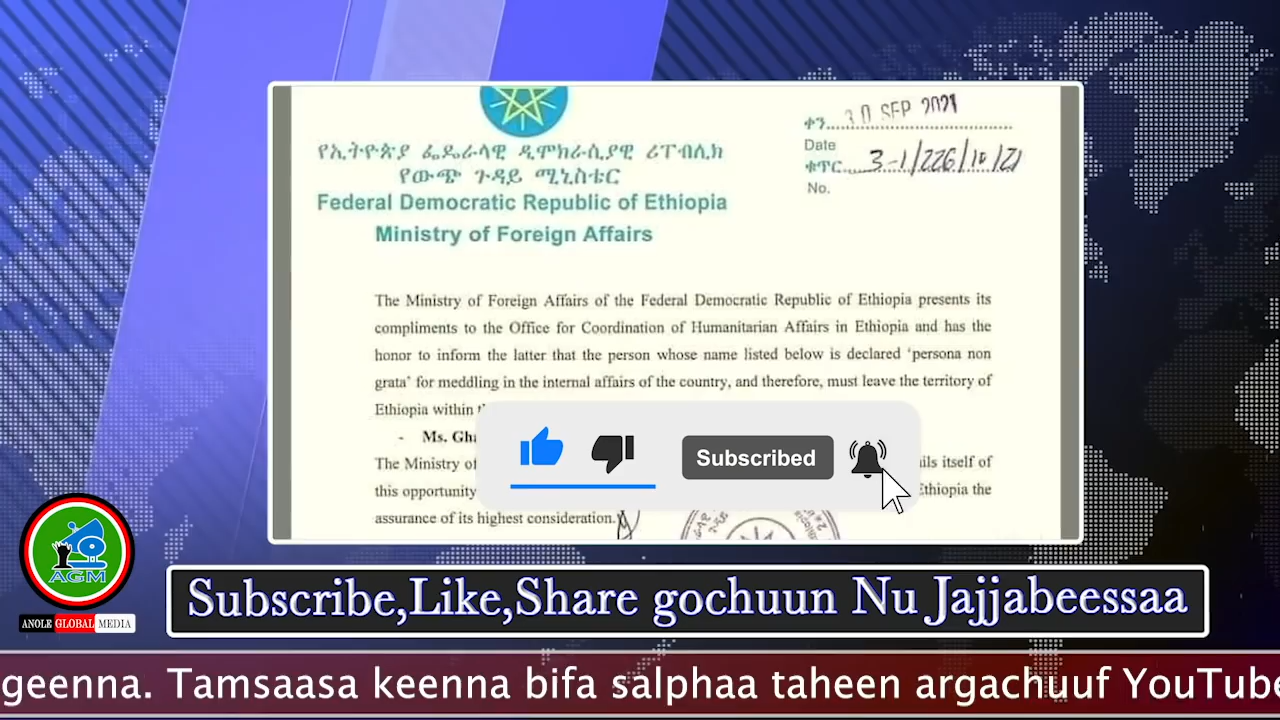 ቀን 30 SEP 2021
Date
ቁጥር 3-1/226/10/21
No.
የኢትዮጵያ ፌዴራላዊ ዲሞክራሲያዊ ሪፐብሊክ
የውጭ ጉዳይ ሚኒስቴር
Federal Democratic Republic of Ethiopia
Ministry of Foreign Affairs
The Ministry of Foreign Affairs of the Federal Democratic Republic of Ethiopia presents its
compliments to the Office for Coordination of Humanitarian Affairs in Ethiopia and has the
honor to inform the latter that the person whose name listed below is declared 'persona non
grata' for meddling in the internal affairs of the country, and therefore, must leave the territory of
Ethiopia within
- Ms.
The Ministry of itself of
this opportunity Ethiopia the
assurance of its highest consideration.
Subscribed
AGM
ANOLE GLOBAL MEDIA
Subscribe,Like,Share gochuun Nu Jajjabeessaa
geenna. Tamsaasa keenna bifa salphaa taheen argachuuf YouTube